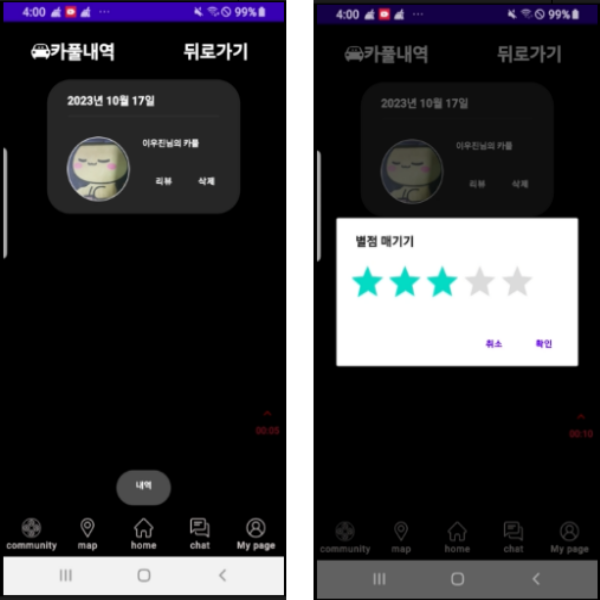 4:00 99%
카풀내역 뒤로가기
2023년 10월 17일
이우진님의 카풀
리뷰 삭제
00:05
내역
community map home chat My page
4:00 99%
카풀내역 뒤로가기
2023년 10월 17일
이우진님의 카풀
리뷰 삭제
별점 매기기
취소 확인
00:10
community map home chat My page